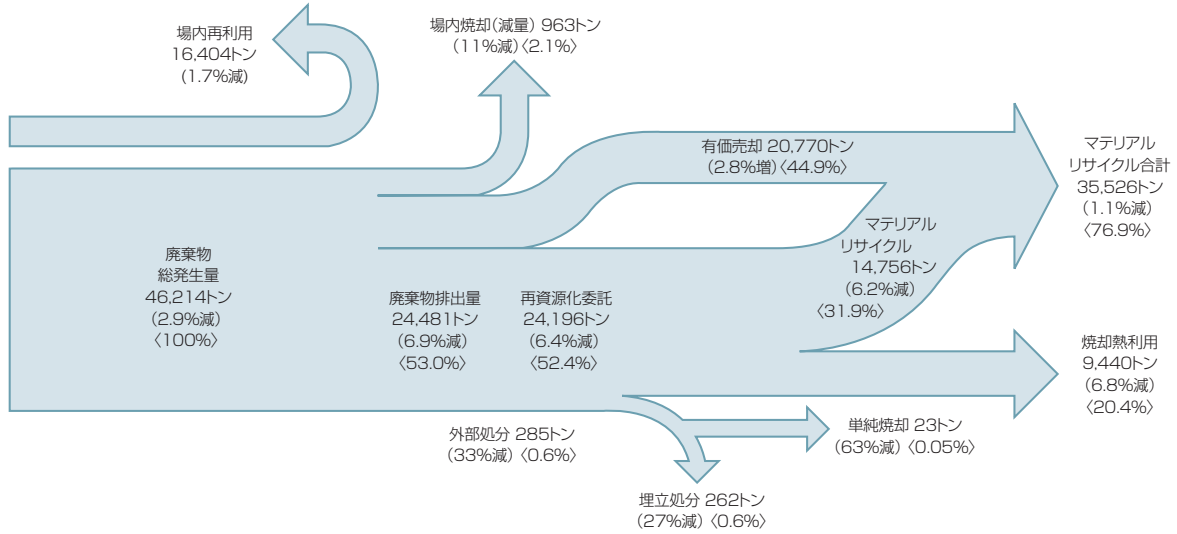 場内再利用
16,404トン
(1.7%減)
場内焼却(減量) 963トン
(11%減)〈2.1%〉
有価売却 20,770トン
(2.8%増)〈44.9%〉
マテリアル
リサイクル合計
35,526トン
(1.1%減)
〈76.9%〉
マテリアル
リサイクル
14,756トン
(6.2%減)
〈31.9%〉
廃棄物
総発生量
46,214トン
(2.9%減)
〈100%〉
廃棄物排出量
24,481トン
(6.9%減)
〈53.0%〉
再資源化委託
24,196トン
(6.4%減)
〈52.4%〉
焼却熱利用
9,440トン
(6.8%減)
〈20.4%〉
外部処分 285トン
(33%減)〈0.6%〉
単純焼却 23トン
(63%減)〈0.05%〉
埋立処分 262トン
(27%減)〈0.6%〉